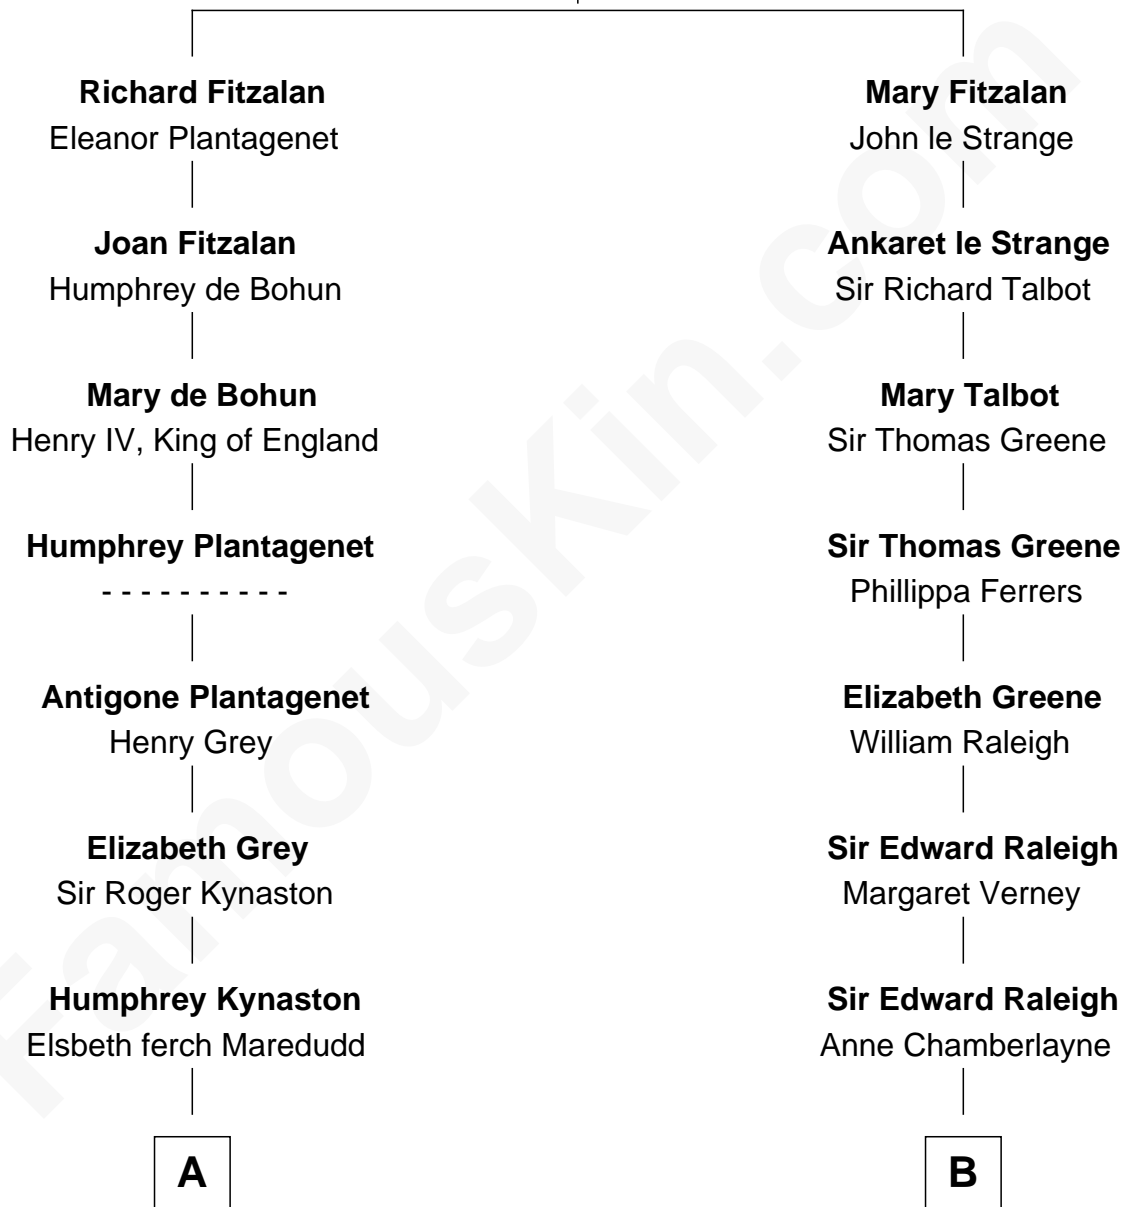 Richard Fitzalan
Eleanor Plantagenet
Joan Fitzalan
Humphrey de Bohun
Mary de Bohun
Henry IV, King of England
Humphrey Plantagenet
- - - - - - - - - -
Antigone Plantagenet
Henry Grey
Elizabeth Grey
Sir Roger Kynaston
Humphrey Kynaston
Elsbeth ferch Maredudd
A
Mary Fitzalan
John le Strange
Ankaret le Strange
Sir Richard Talbot
Mary Talbot
Sir Thomas Greene
Sir Thomas Greene
Phillippa Ferrers
Elizabeth Greene
William Raleigh
Sir Edward Raleigh
Margaret Verney
Sir Edward Raleigh
Anne Chamberlayne
B
FamousKin.com